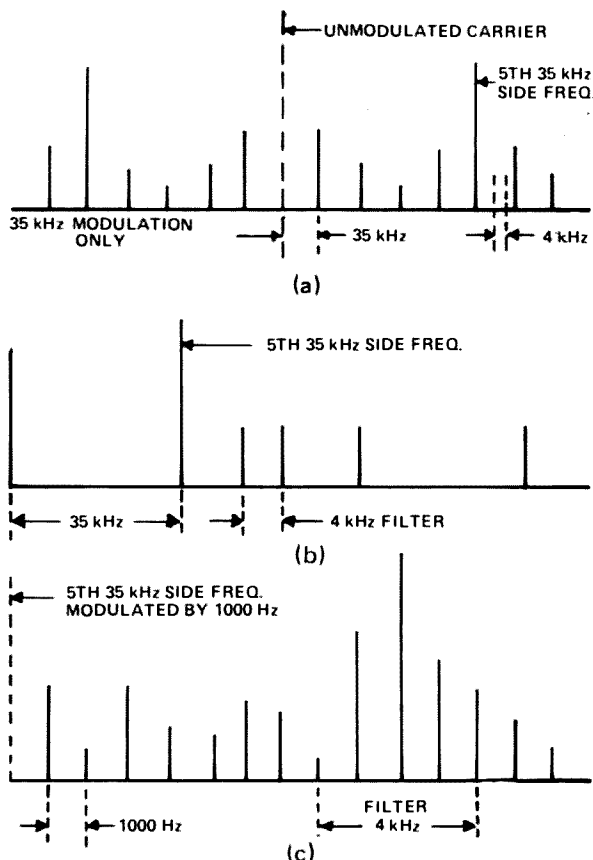 UNMODULATED CARRIER
5TH 35 kHz
SIDE FREQ.
35 kHz MODULATION
ONLY
35 kHz
4 kHz
(a)
5TH 35 kHz SIDE FREQ.
35 kHz
4 kHz FILTER
(b)
5TH 35 kHz SIDE FREQ.
MODULATED BY 1000 Hz
1000 Hz
FILTER
4 kHz
(c)